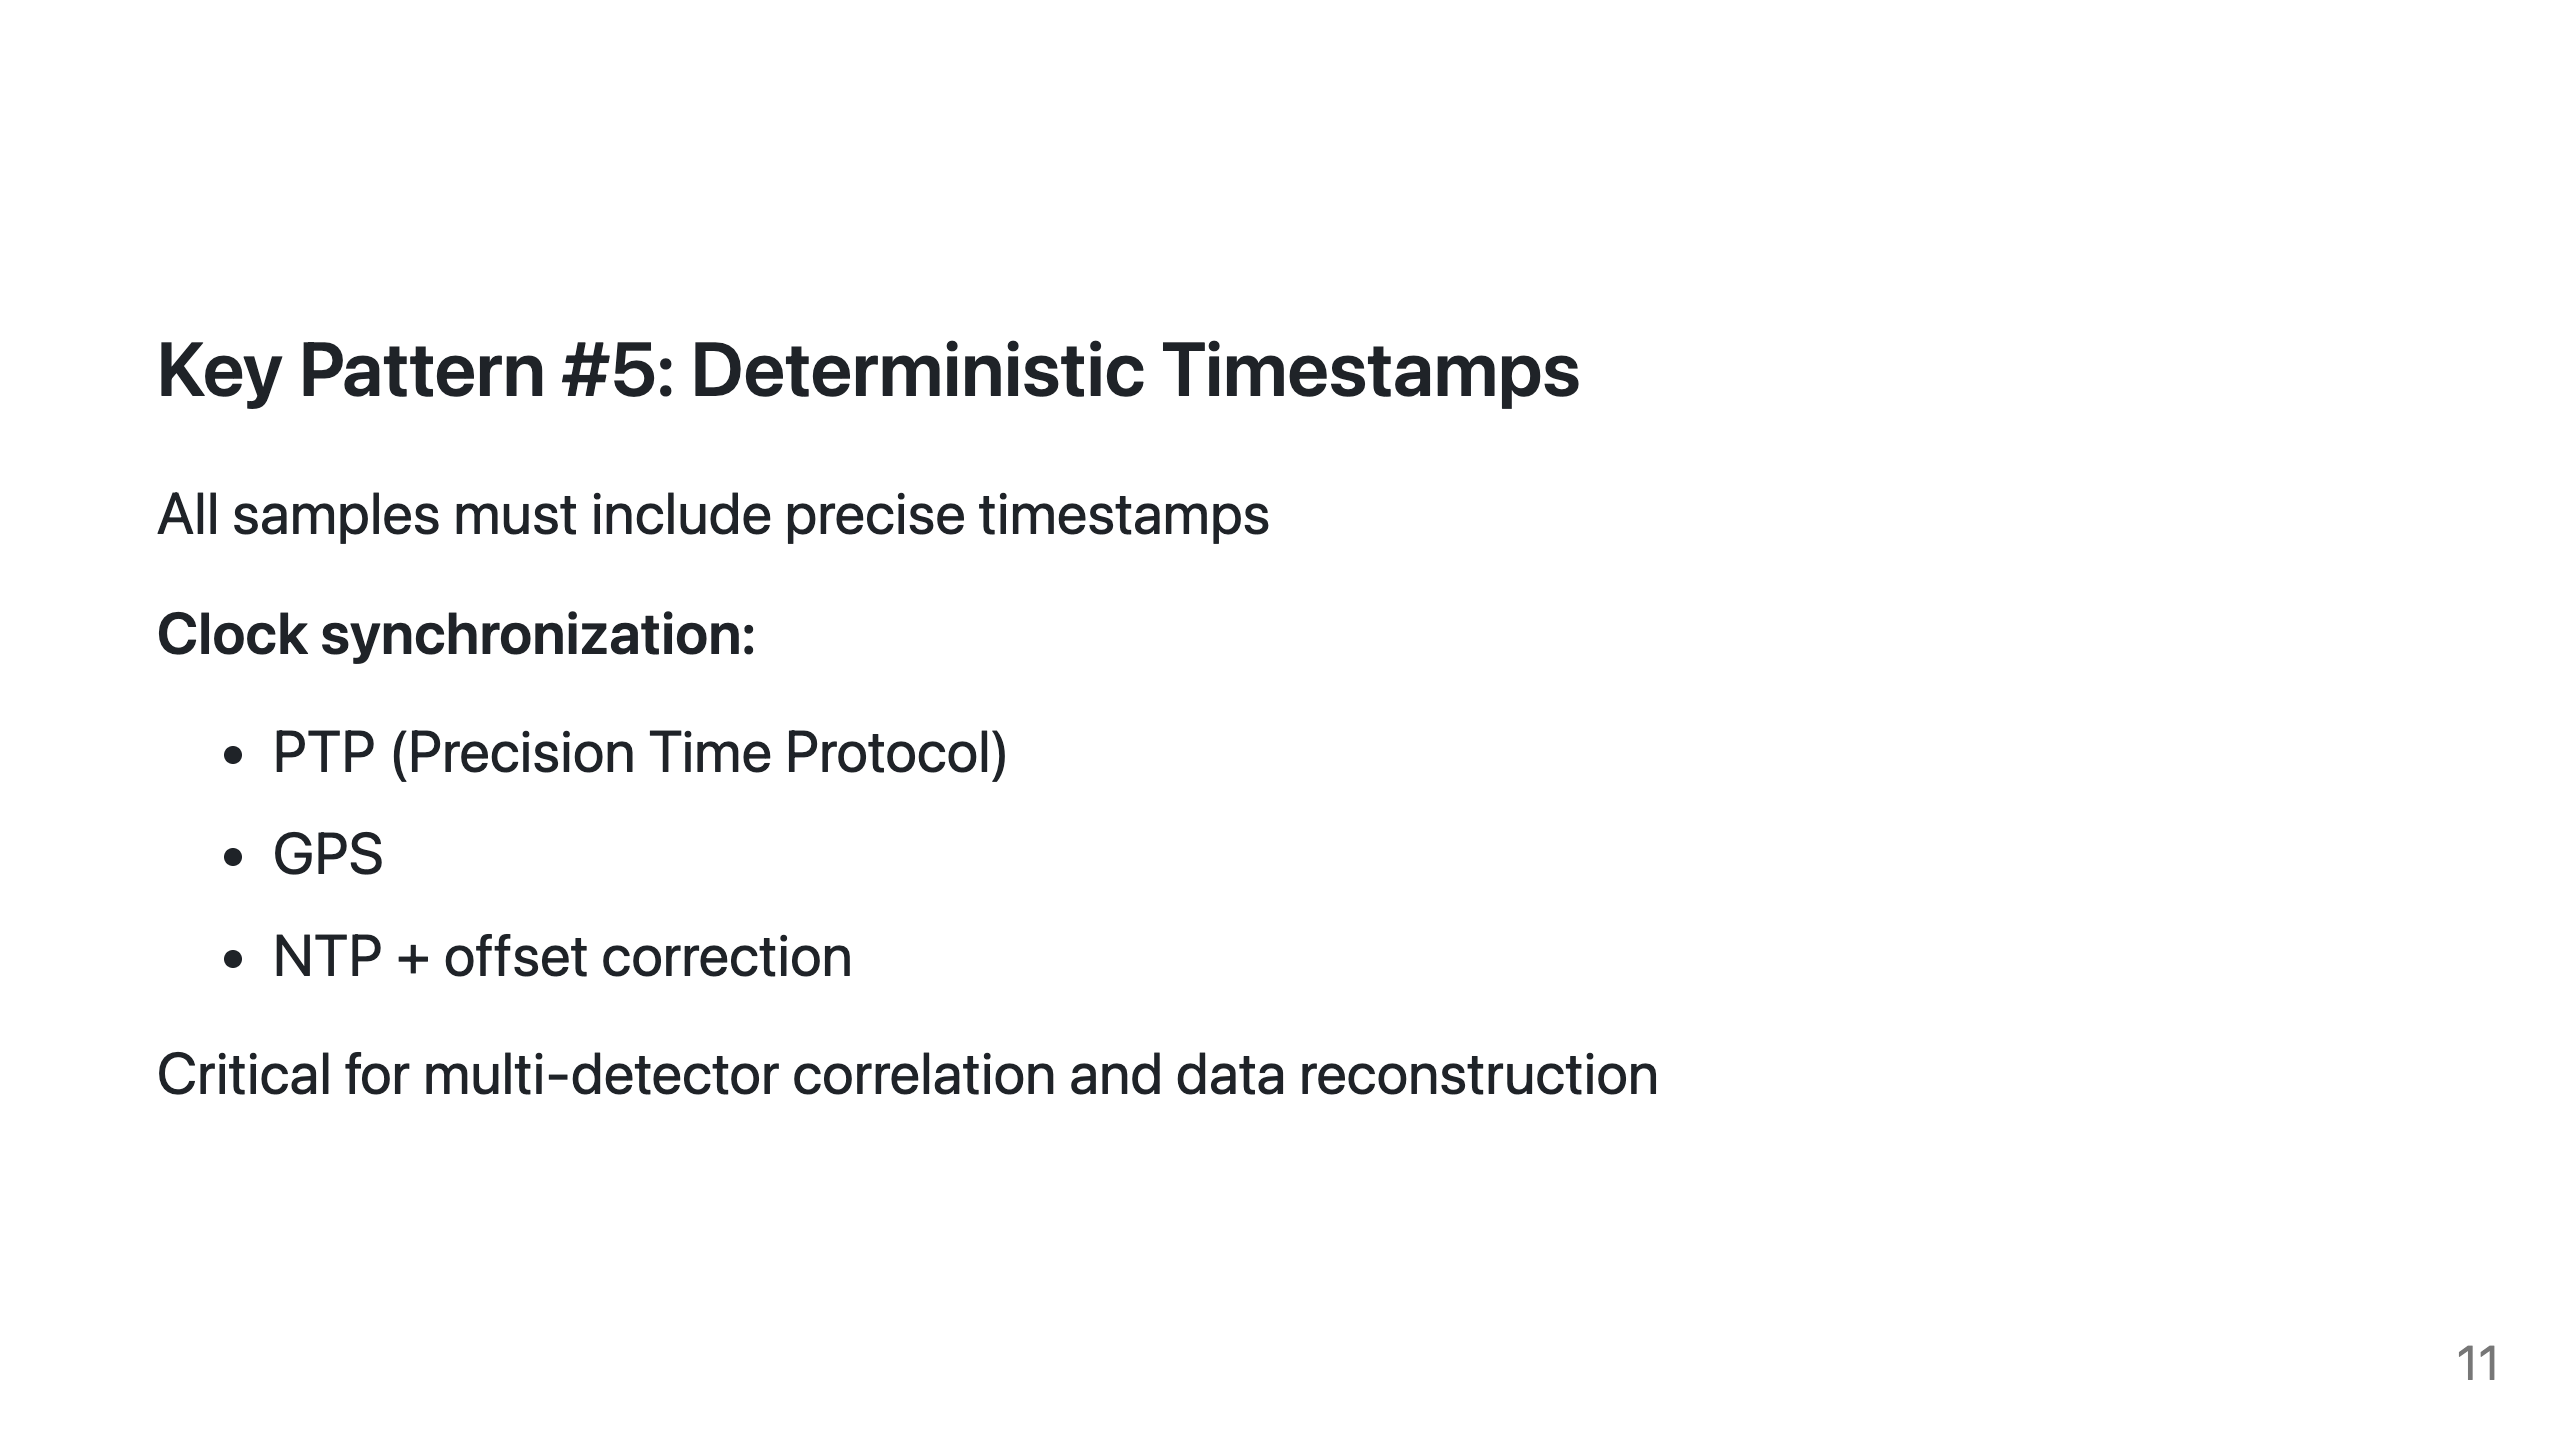 Key Pattern #5: Deterministic Timestamps
All samples must include precise timestamps
Clock synchronization:
• PTP (Precision Time Protocol)
• GPS
• NTP + offset correction
Critical for multi-detector correlation and data reconstruction
11